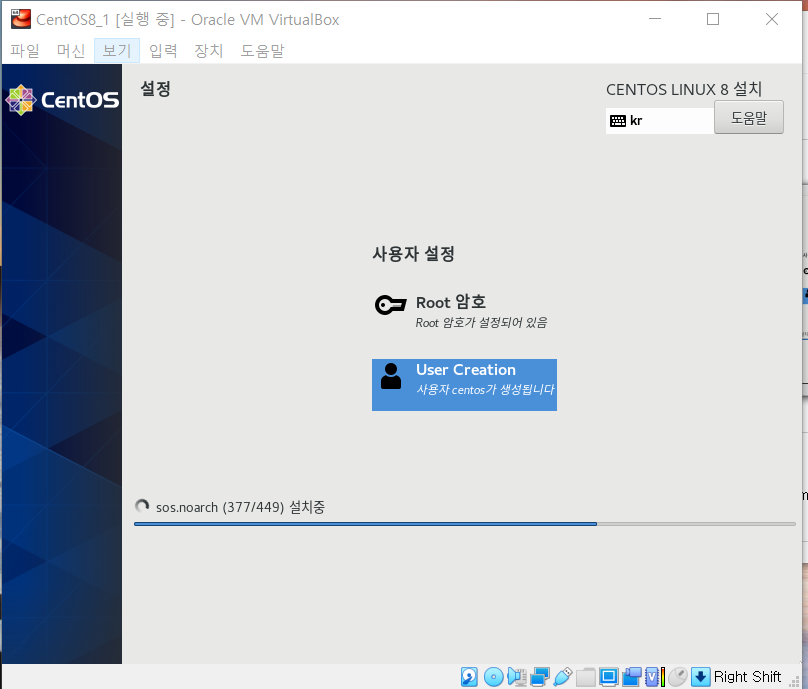 CentOS8_1 [실행 중] - Oracle VM VirtualBox
파일 머신 보기 입력 장치 도움말
CentOS
설정
CENTOS LINUX 8 설치
kr
도움말
사용자 설정
Root 암호
Root 암호가 설정되어 있음
User Creation
사용자 centos가 생성됩니다
sos.noarch (377/449) 설치중
Right Shift